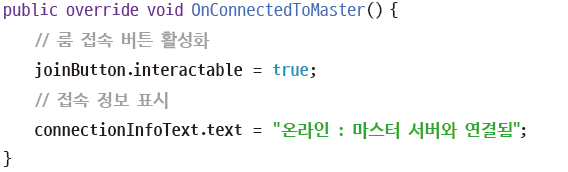 public override void OnConnectedToMaster() {
    // 룸 접속 버튼 활성화
    joinButton.interactable = true;
    // 접속 정보 표시
    connectionInfoText.text = "온라인 : 마스터 서버와 연결됨";
}